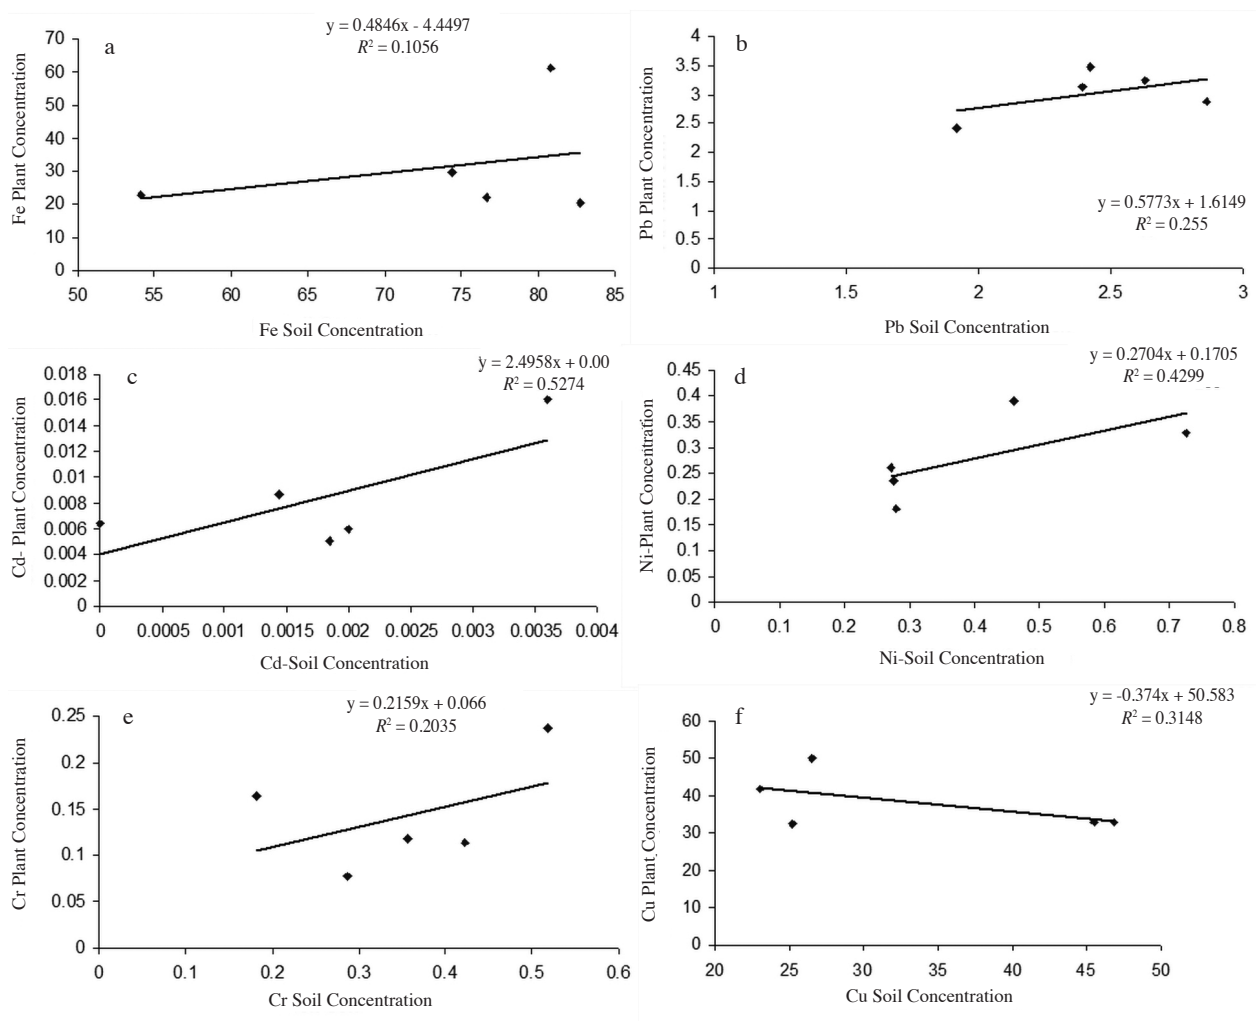 y = 0.4846x - 4.4497
R² = 0.1056
a
Fe Plant Concentration
70
60
50
40
30
20
10
0
50 55 60 65 70 75 80 85
Fe Soil Concentration
b
Pb Plant Concentration
4
3.5
3
2.5
2
1.5
1
0.5
0
y = 0.5773x + 1.6149
R² = 0.255
1 1.5 2 2.5 3
Pb Soil Concentration
y = 2.4958x + 0.00
R² = 0.5274
c
Cd- Plant Concentration
0.018
0.016
0.014
0.012
0.01
0.008
0.006
0.004
0.002
0
0 0.0005 0.001 0.0015 0.002 0.0025 0.003 0.0035 0.004
Cd-Soil Concentration
y = 0.2704x + 0.1705
R² = 0.4299
d
Ni-Plant Concentration
0.45
0.4
0.35
0.3
0.25
0.2
0.15
0.1
0.05
0
0 0.1 0.2 0.3 0.4 0.5 0.6 0.7 0.8
Ni-Soil Concentration
y = 0.2159x + 0.066
R² = 0.2035
e
Cr Plant Concentration
0.25
0.2
0.15
0.1
0.05
0
0 0.1 0.2 0.3 0.4 0.5 0.6
Cr Soil Concentration
y = -0.374x + 50.583
R² = 0.3148
f
Cu Plant Concentration
60
50
40
30
20
10
0
20 25 30 35 40 45 50
Cu Soil Concentration